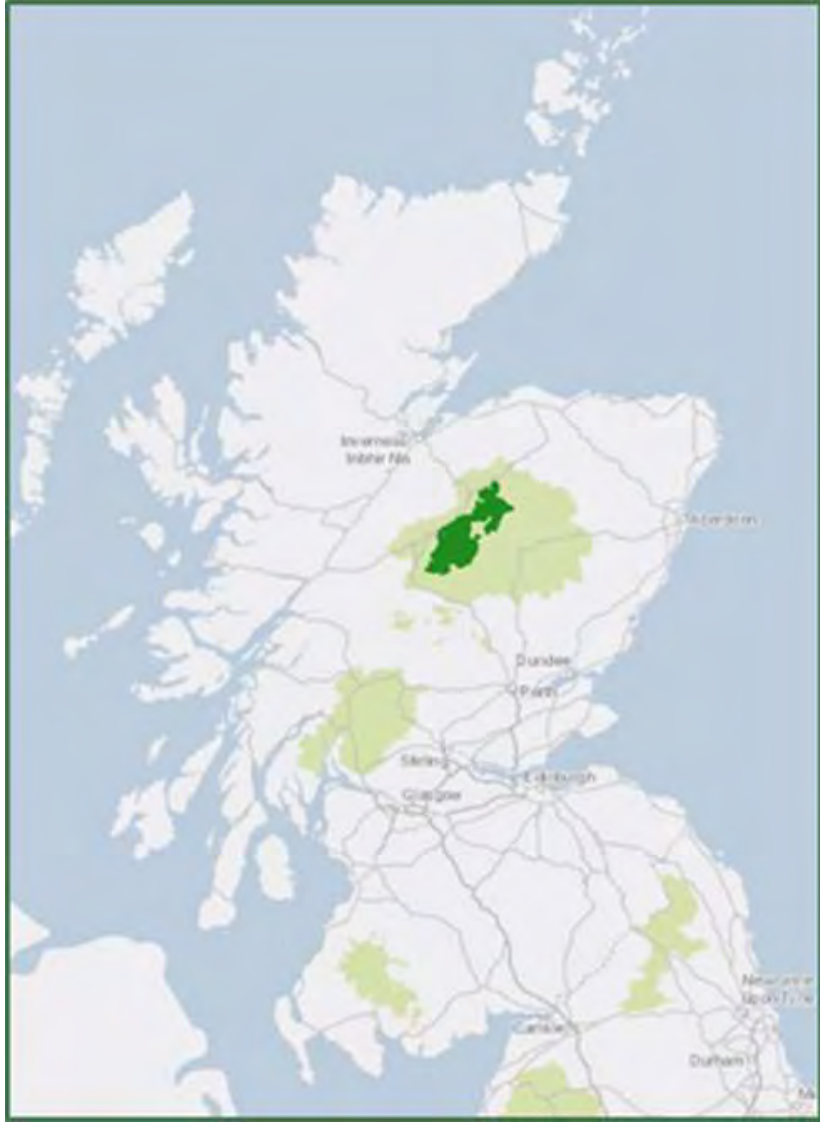 Inverness
Inbhir Nis
Aberdeen
Dundee
Perth
Stirling
Edinburgh
Glasgow
Newcastle
upon Tyne
Carlisle
Durham